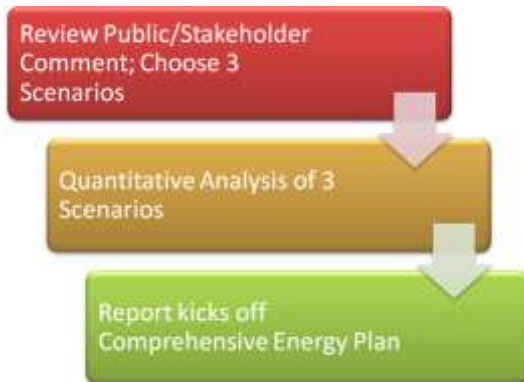 Review Public/Stakeholder
Comment; Choose 3
Scenarios
Quantitative Analysis of 3
Scenarios
Report kicks off
Comprehensive Energy Plan